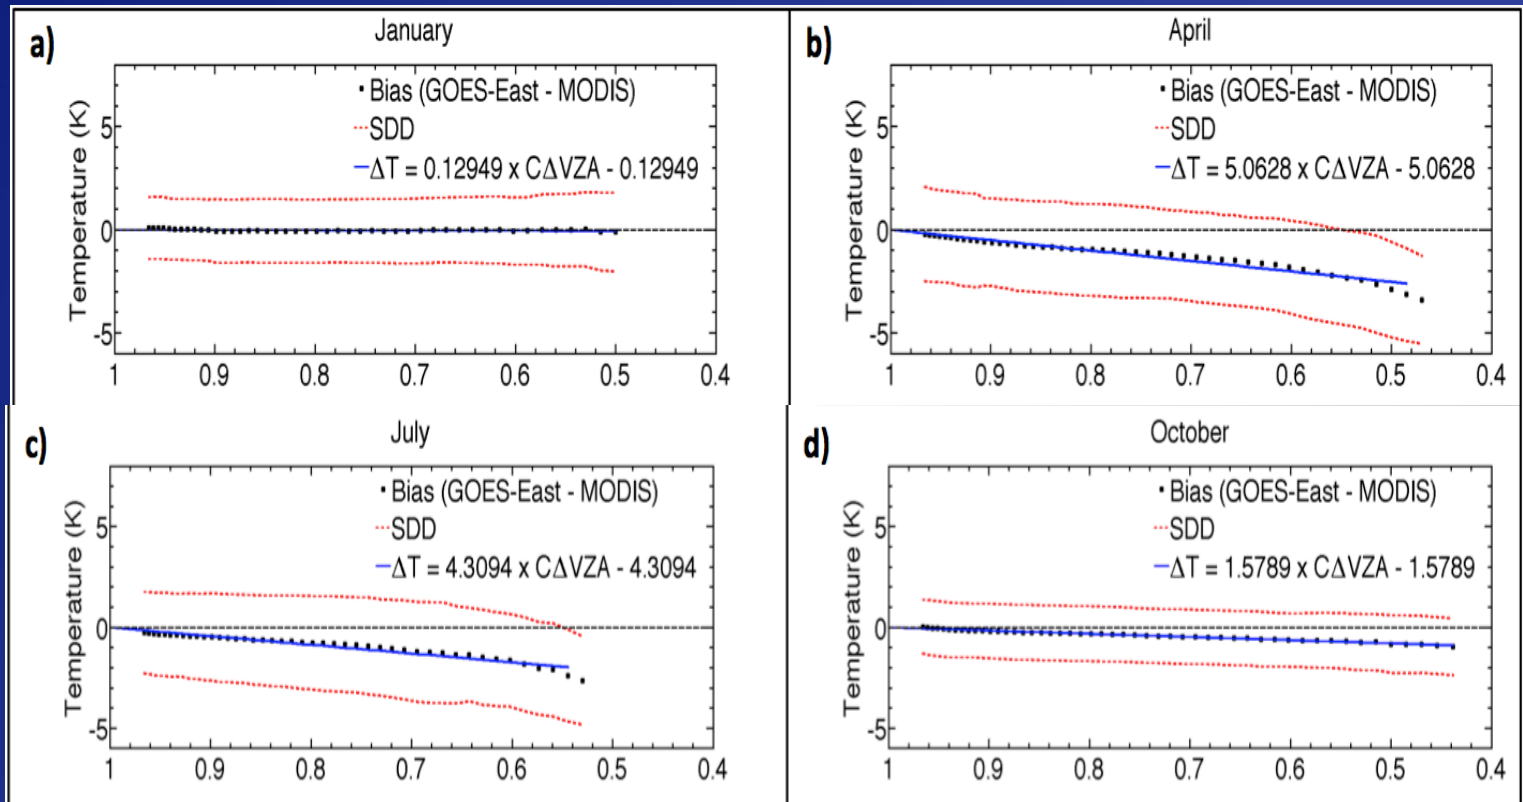 a)
January
Bias (GOES-East - MODIS)
SDD
ΔT = 0.12949 x CΔVZA - 0.12949
Temperature (K)
5
0
-5
1 0.9 0.8 0.7 0.6 0.5 0.4
b)
April
Bias (GOES-East - MODIS)
SDD
ΔT = 5.0628 x CΔVZA - 5.0628
Temperature (K)
5
0
-5
1 0.9 0.8 0.7 0.6 0.5 0.4
c)
July
Bias (GOES-East - MODIS)
SDD
ΔT = 4.3094 x CΔVZA - 4.3094
Temperature (K)
5
0
-5
1 0.9 0.8 0.7 0.6 0.5 0.4
d)
October
Bias (GOES-East - MODIS)
SDD
ΔT = 1.5789 x CΔVZA - 1.5789
Temperature (K)
5
0
-5
1 0.9 0.8 0.7 0.6 0.5 0.4